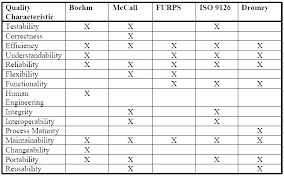 Quality Characteristic Boehm McCall FURPS ISO 9126 Dromey
Testability X X X
Correctness X
Efficiency X X X X X
Understandability X X X X
Reliability X X X X X
Flexibility X
Functionality X X X
Human Engineering X
Integrity X X
Interoperability X X
Process Maturity X
Maintainability X X X X X
Changeability X
Portability X X X X
Reusability X X